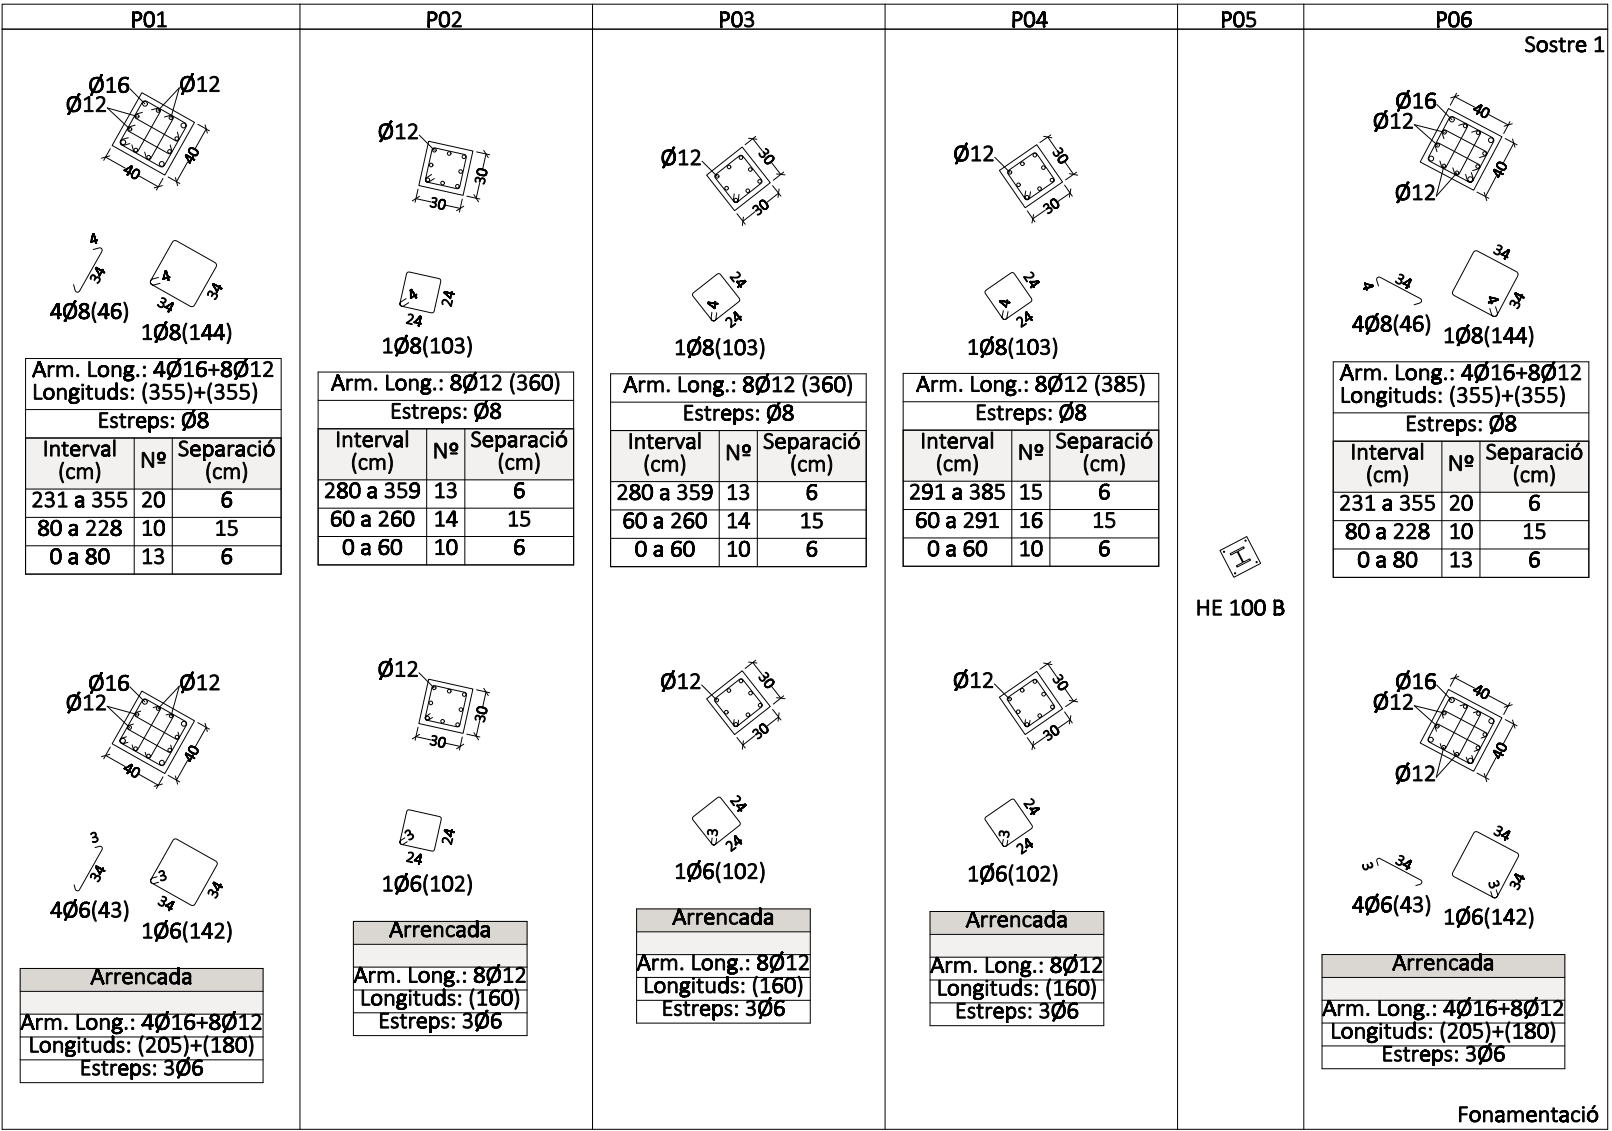 P01
P02
P03
P04
P05
P06
Sostre 1
Ø16
Ø12
Ø12
40
40
4
34
4Ø8(46)
4
34
34
1Ø8(144)
Arm. Long.: 4Ø16+8Ø12
Longituds: (355)+(355)
Estreps: Ø8
Interval (cm) Nº Separació (cm)
231 a 355 20 6
80 a 228 10 15
0 a 80 13 6
Ø16
Ø12
Ø12
40
40
3
34
4Ø6(43)
3
34
34
1Ø6(142)
Arrencada
Arm. Long.: 4Ø16+8Ø12
Longituds: (205)+(180)
Estreps: 3Ø6
Ø12
30
30
4
24
24
1Ø8(103)
Arm. Long.: 8Ø12 (360)
Estreps: Ø8
Interval (cm) Nº Separació (cm)
280 a 359 13 6
60 a 260 14 15
0 a 60 10 6
Ø12
30
30
3
24
24
1Ø6(102)
Arrencada
Arm. Long.: 8Ø12
Longituds: (160)
Estreps: 3Ø6
Ø12
30
30
24
4
24
1Ø8(103)
Arm. Long.: 8Ø12 (360)
Estreps: Ø8
Interval (cm) Nº Separació (cm)
280 a 359 13 6
60 a 260 14 15
0 a 60 10 6
Ø12
30
30
24
3
24
1Ø6(102)
Arrencada
Arm. Long.: 8Ø12
Longituds: (160)
Estreps: 3Ø6
Ø12
30
30
24
4
24
1Ø8(103)
Arm. Long.: 8Ø12 (385)
Estreps: Ø8
Interval (cm) Nº Separació (cm)
291 a 385 15 6
60 a 291 16 15
0 a 60 10 6
Ø12
30
30
24
3
24
1Ø6(102)
Arrencada
Arm. Long.: 8Ø12
Longituds: (160)
Estreps: 3Ø6
HE 100 B
Ø16
Ø12
Ø12
40
40
4
34
4Ø8(46)
34
4
34
1Ø8(144)
Arm. Long.: 4Ø16+8Ø12
Longituds: (355)+(355)
Estreps: Ø8
Interval (cm) Nº Separació (cm)
231 a 355 20 6
80 a 228 10 15
0 a 80 13 6
Ø16
Ø12
Ø12
40
40
3
34
4Ø6(43)
34
3
34
1Ø6(142)
Arrencada
Arm. Long.: 4Ø16+8Ø12
Longituds: (205)+(180)
Estreps: 3Ø6
Fonamentació